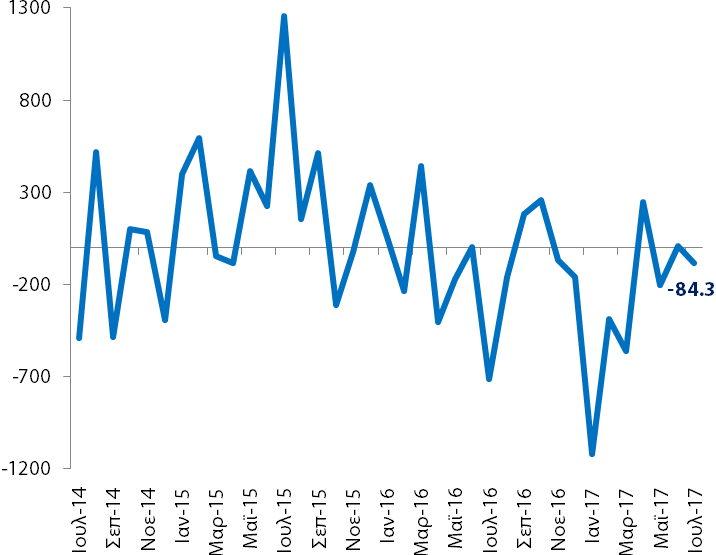 1300
800
300
-200
-700
-1200
-84.3
Ιουλ-14
Σεπ-14
Νοε-14
Ιαν-15
Μαρ-15
Μαϊ-15
Ιουλ-15
Σεπ-15
Νοε-15
Ιαν-16
Μαρ-16
Μαϊ-16
Ιουλ-16
Σεπ-16
Νοε-16
Ιαν-17
Μαρ-17
Μαϊ-17
Ιουλ-17